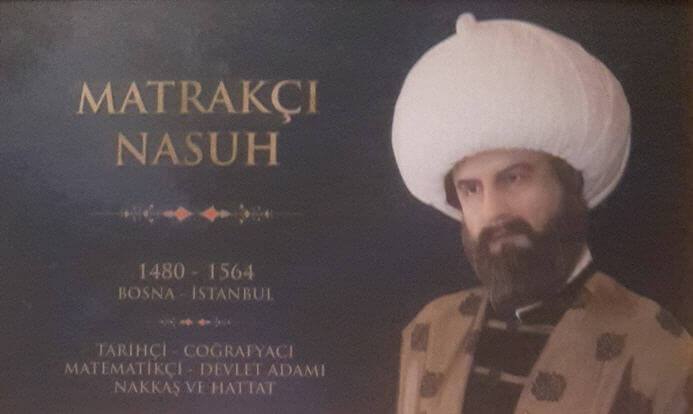 MATRAKÇI
NASUH
1480 - 1564
BOSNA - İSTANBUL
TARİHÇİ - COĞRAFYACI
MATEMATİKÇİ - DEVLET ADAMI
NAKKAŞ VE HATTAT